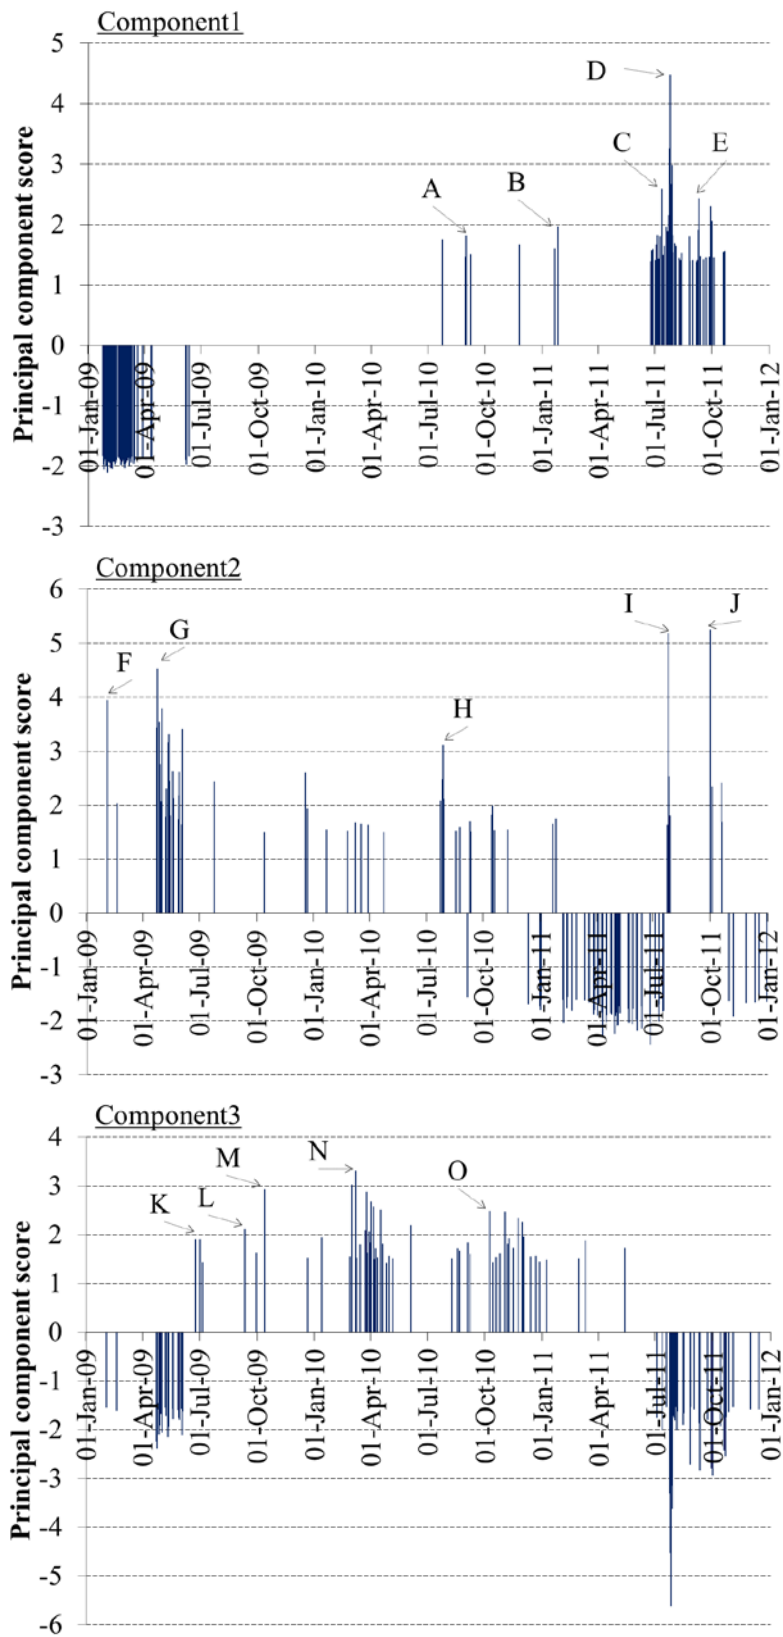 Component1
Principal component score
5
4
3
2
1
0
-1
-2
-3
A
B
C
D
E
01-Jan-09
01-Apr-09
01-Jul-09
01-Oct-09
01-Jan-10
01-Apr-10
01-Jul-10
01-Oct-10
01-Jan-11
01-Apr-11
01-Jul-11
01-Oct-11
01-Jan-12
Component2
Principal component score
6
5
4
3
2
1
0
-1
-2
-3
F
G
H
I
J
01-Jan-09
01-Apr-09
01-Jul-09
01-Oct-09
01-Jan-10
01-Apr-10
01-Jul-10
01-Oct-10
01-Jan-11
01-Apr-11
01-Jul-11
01-Oct-11
01-Jan-12
Component3
Principal component score
4
3
2
1
0
-1
-2
-3
-4
-5
-6
K
L
M
N
O
01-Jan-09
01-Apr-09
01-Jul-09
01-Oct-09
01-Jan-10
01-Apr-10
01-Jul-10
01-Oct-10
01-Jan-11
01-Apr-11
01-Jul-11
01-Oct-11
01-Jan-12